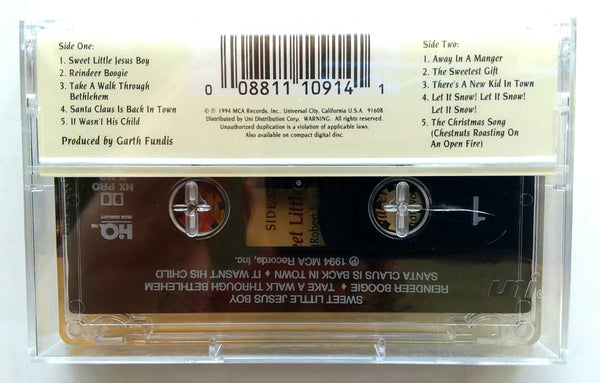 Side One:
1. Sweet Little Jesus Boy
2. Reindeer Boogie
3. Take A Walk Through
Bethlehem
4. Santa Claus Is Back In Town
5. It Wasn't His Child
Produced by Garth Fundis
0 08811 10914 1
℗ © 1994 MCA Records, Inc., Universal City, California U.S.A. 91608.
Distributed by Uni Distribution Corp. WARNING: All rights reserved.
Unauthorized duplication is a violation of applicable laws.
Also available on compact disc.
Side Two:
1. Away In A Manger
2. The Sweetest Gift
3. There's A New Kid In Town
4. Let It Snow! Let It Snow!
Let It Snow!
5. The Christmas Song
(Chestnuts Roasting On
An Open Fire)
HX PRO
HiQ
SIDE
1
Robert
℗ 1994 MCA Records, Inc.
SWEET LITTLE JESUS BOY
REINDEER BOOGIE ♦ TAKE A WALK THROUGH BETHLEHEM
SANTA CLAUS IS BACK IN TOWN ♦ IT WASN'T HIS CHILD